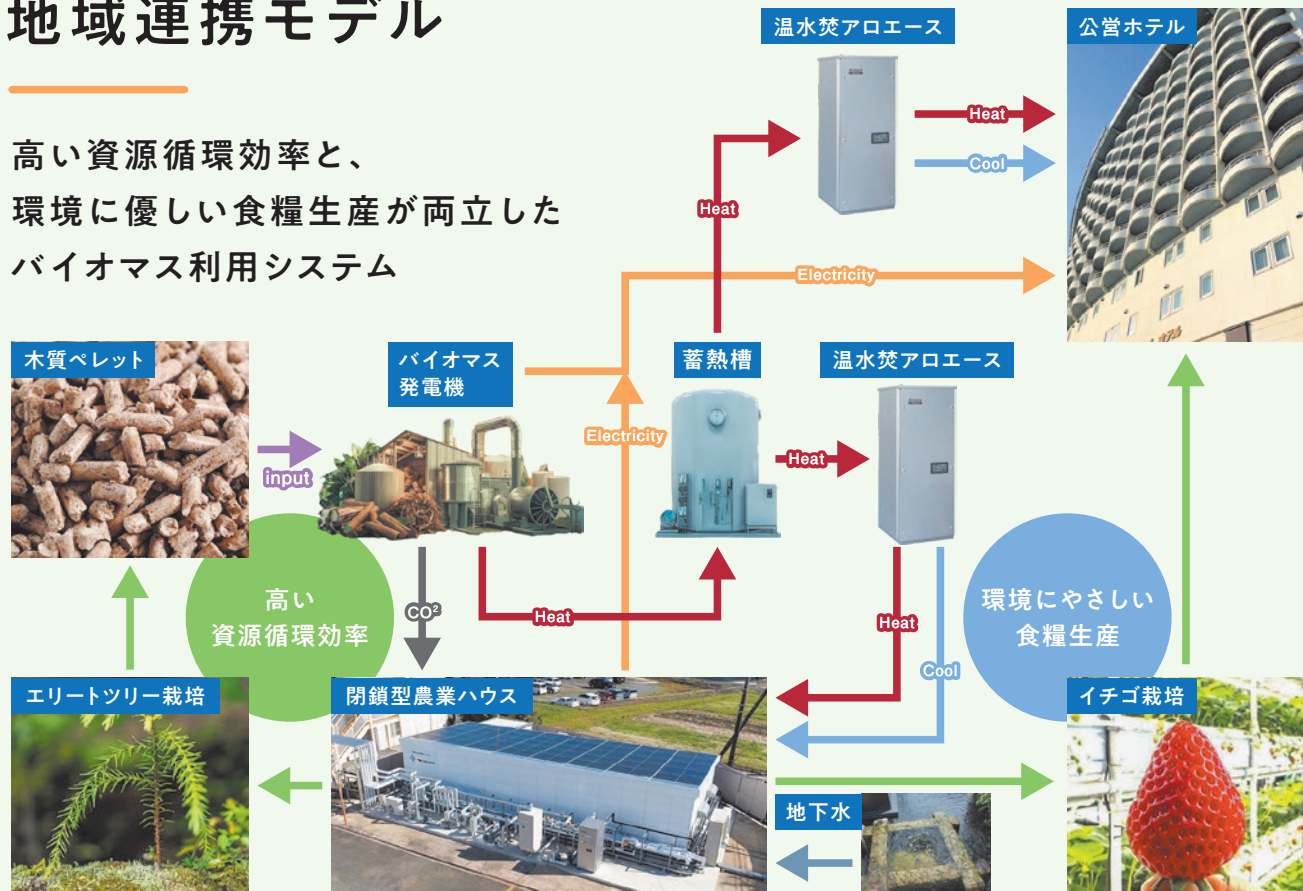 地域連携モデル
高い資源循環効率と、
環境に優しい食糧生産が両立した
バイオマス利用システム
温水焚アロエース
公営ホテル
Heat
Cool
Heat
Electricity
木質ペレット
バイオマス
発電機
蓄熱槽
温水焚アロエース
input
Electricity
Heat
高い
資源循環効率
CO²
Heat
Heat
Cool
環境にやさしい
食糧生産
エリートツリー栽培
閉鎖型農業ハウス
イチゴ栽培
地下水